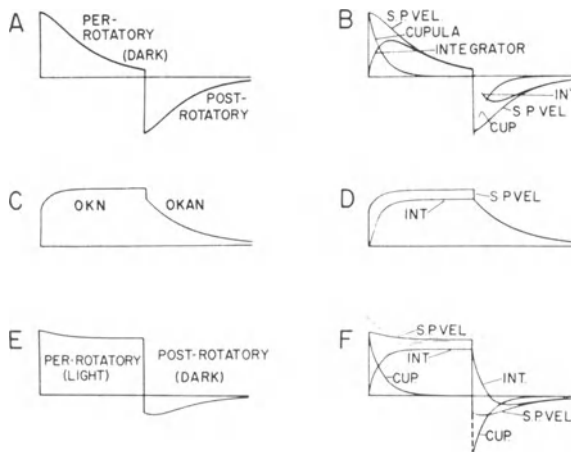 A
PER-
ROTATORY
(DARK)
POST-
ROTATORY
B
S.P.VEL.
CUPULA
INTEGRATOR
INT
S.P.VEL
CUP
C
OKN
OKAN
D
S.P.VEL
INT
E
PER-ROTATORY
(LIGHT)
POST-ROTATORY
(DARK)
F
S.P.VEL
INT
CUP
INT.
S.P.VEL
CUP